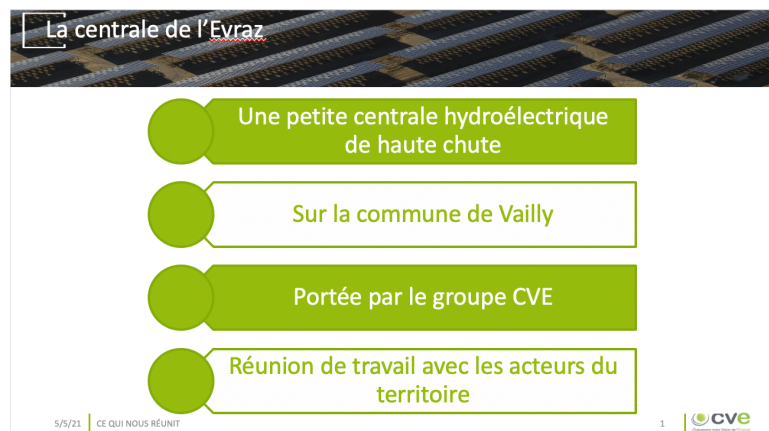 La centrale de l’Evraz
Une petite centrale hydroélectrique
de haute chute
Sur la commune de Vailly
Portée par le groupe CVE
Réunion de travail avec les acteurs du
territoire
5/5/21
CE QUI NOUS RÉUNIT
1
cve